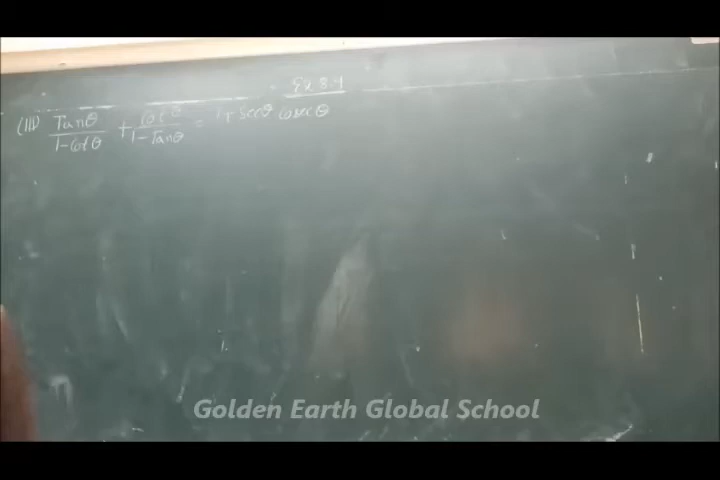 Ex 8.4
(III) Tanθ / 1-cotθ + cotθ / 1-Tanθ = 1+ secθ cosecθ
Golden Earth Global School